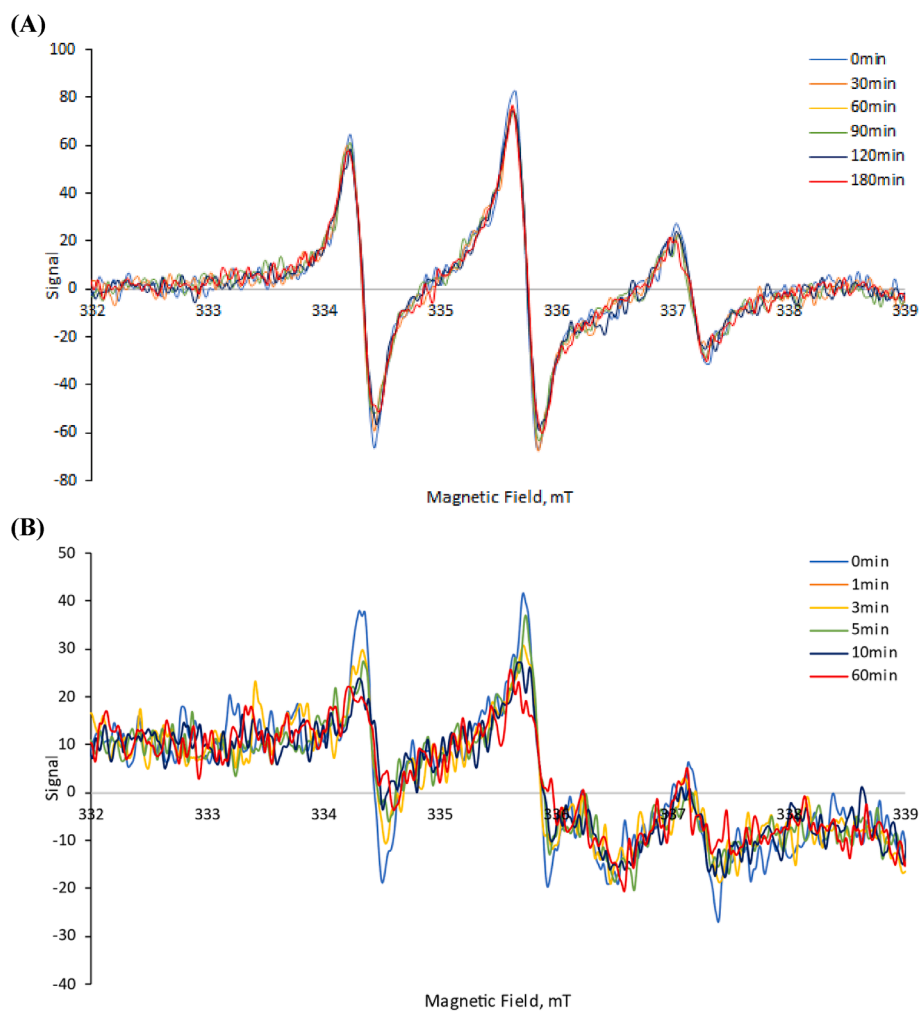 (A)
100
80
60
40
20
0
-20
-40
-60
-80
Signal
332
333
334
335
336
337
338
339
Magnetic Field, mT
0min
30min
60min
90min
120min
180min
(B)
50
40
30
20
10
0
-10
-20
-30
-40
Signal
332
333
334
335
336
337
338
339
Magnetic Field, mT
0min
1min
3min
5min
10min
60min